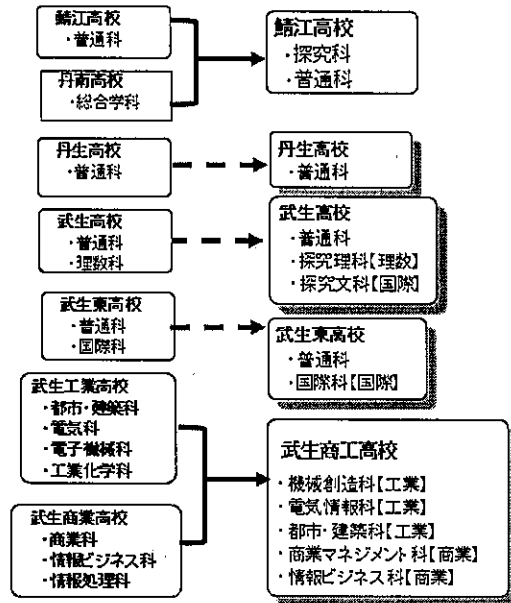 鯖江高校
・普通科
丹南高校
・総合学科
鯖江高校
・探究科
・普通科
丹生高校
・普通科
丹生高校
・普通科
武生高校
・普通科
・理数科
武生高校
・普通科
・探究理科【理数】
・探究文科【国際】
武生東高校
・普通科
・国際科
武生東高校
・普通科
・国際科【国際】
武生工業高校
・都市・建築科
・電気科
・電子機械科
・工業化学科
武生商業高校
・商業科
・情報ビジネス科
・情報処理科
武生商工高校
・機械創造科【工業】
・電気情報科【工業】
・都市・建築科【工業】
・商業マネジメント科【商業】
・情報ビジネス科【商業】